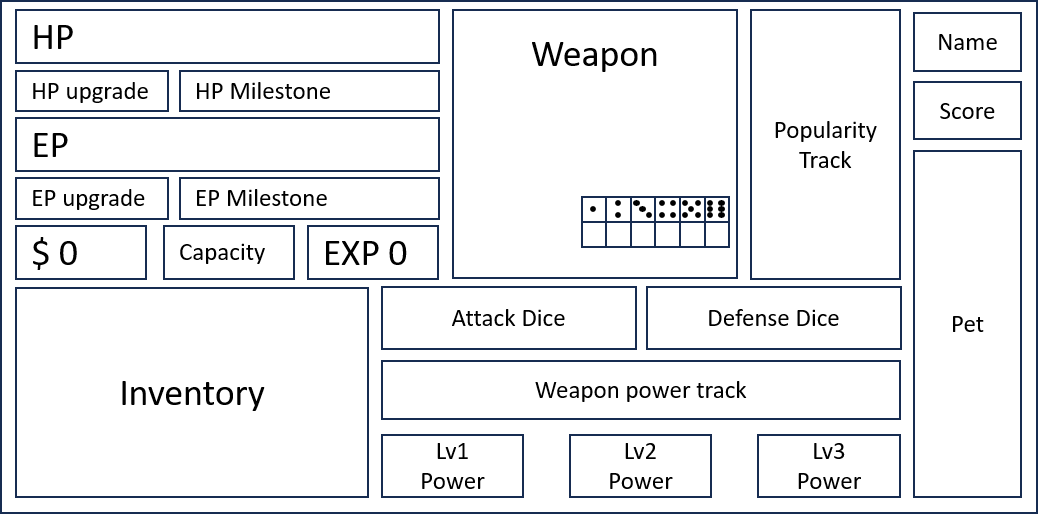 HP
HP upgrade
HP Milestone
EP
EP upgrade
EP Milestone
$ 0
Capacity
EXP 0
Weapon
Popularity
Track
Name
Score
Inventory
Attack Dice
Defense Dice
Weapon power track
Lv1
Power
Lv2
Power
Lv3
Power
Pet